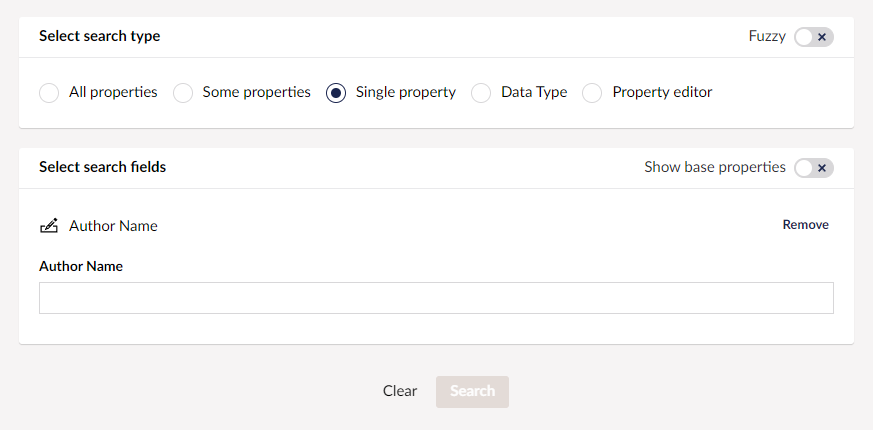 Select search type Fuzzy
All properties Some properties Single property Data Type Property editor
Select search fields Show base properties
Author Name Remove
Author Name
Clear Search